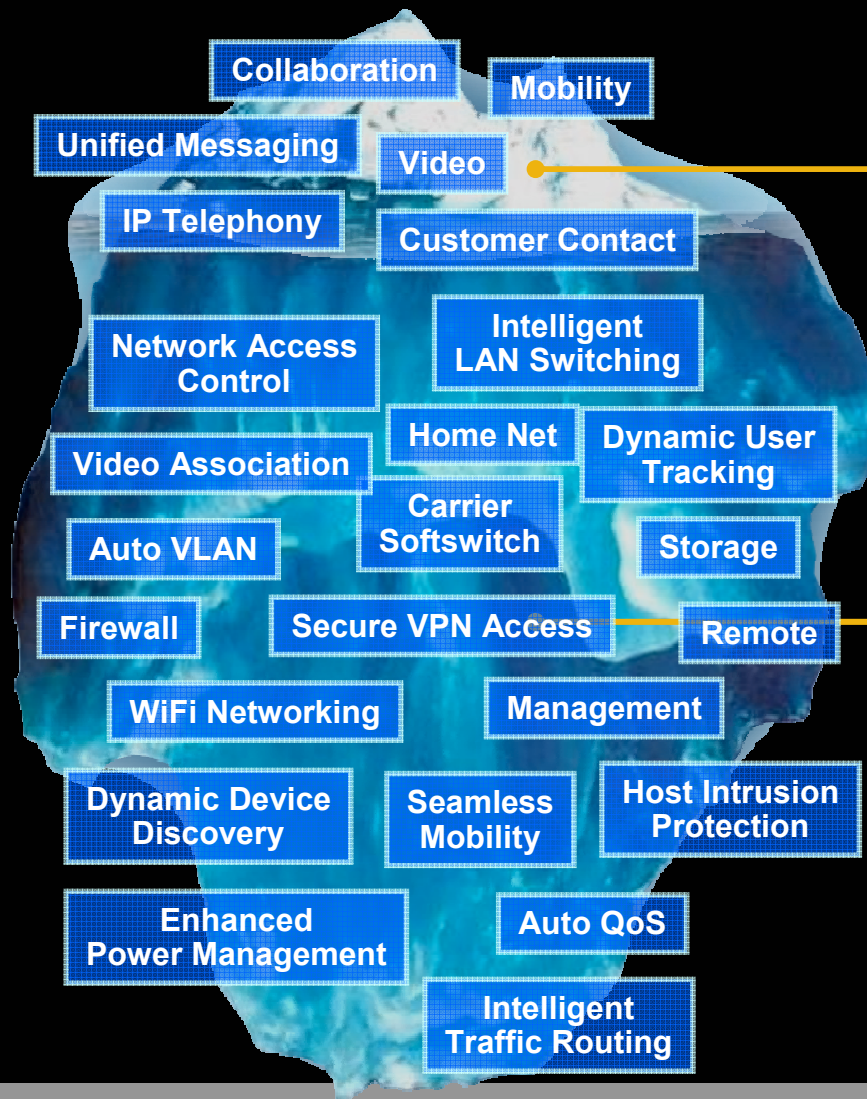 Collaboration
Mobility
Unified Messaging
Video
IP Telephony
Customer Contact
Intelligent
LAN Switching
Network Access
Control
Home Net
Dynamic User
Tracking
Video Association
Carrier
Softswitch
Auto VLAN
Storage
Firewall
Secure VPN Access
Remote
WiFi Networking
Management
Dynamic Device
Discovery
Seamless
Mobility
Host Intrusion
Protection
Enhanced
Power Management
Auto QoS
Intelligent
Traffic Routing